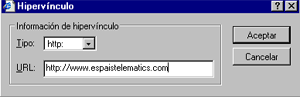 Hipervínculo
Información de hipervínculo
Tipo: http:
URL: http://www.espaistelematics.com
Aceptar
Cancelar